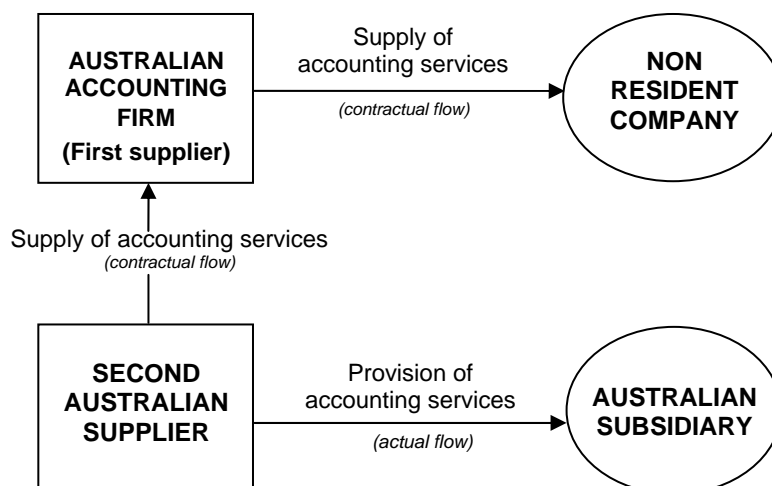 AUSTRALIAN
ACCOUNTING
FIRM
(First supplier)
Supply of
accounting services
(contractual flow)
NON
RESIDENT
COMPANY
Supply of accounting services
(contractual flow)
SECOND
AUSTRALIAN
SUPPLIER
Provision of
accounting services
(actual flow)
AUSTRALIAN
SUBSIDIARY